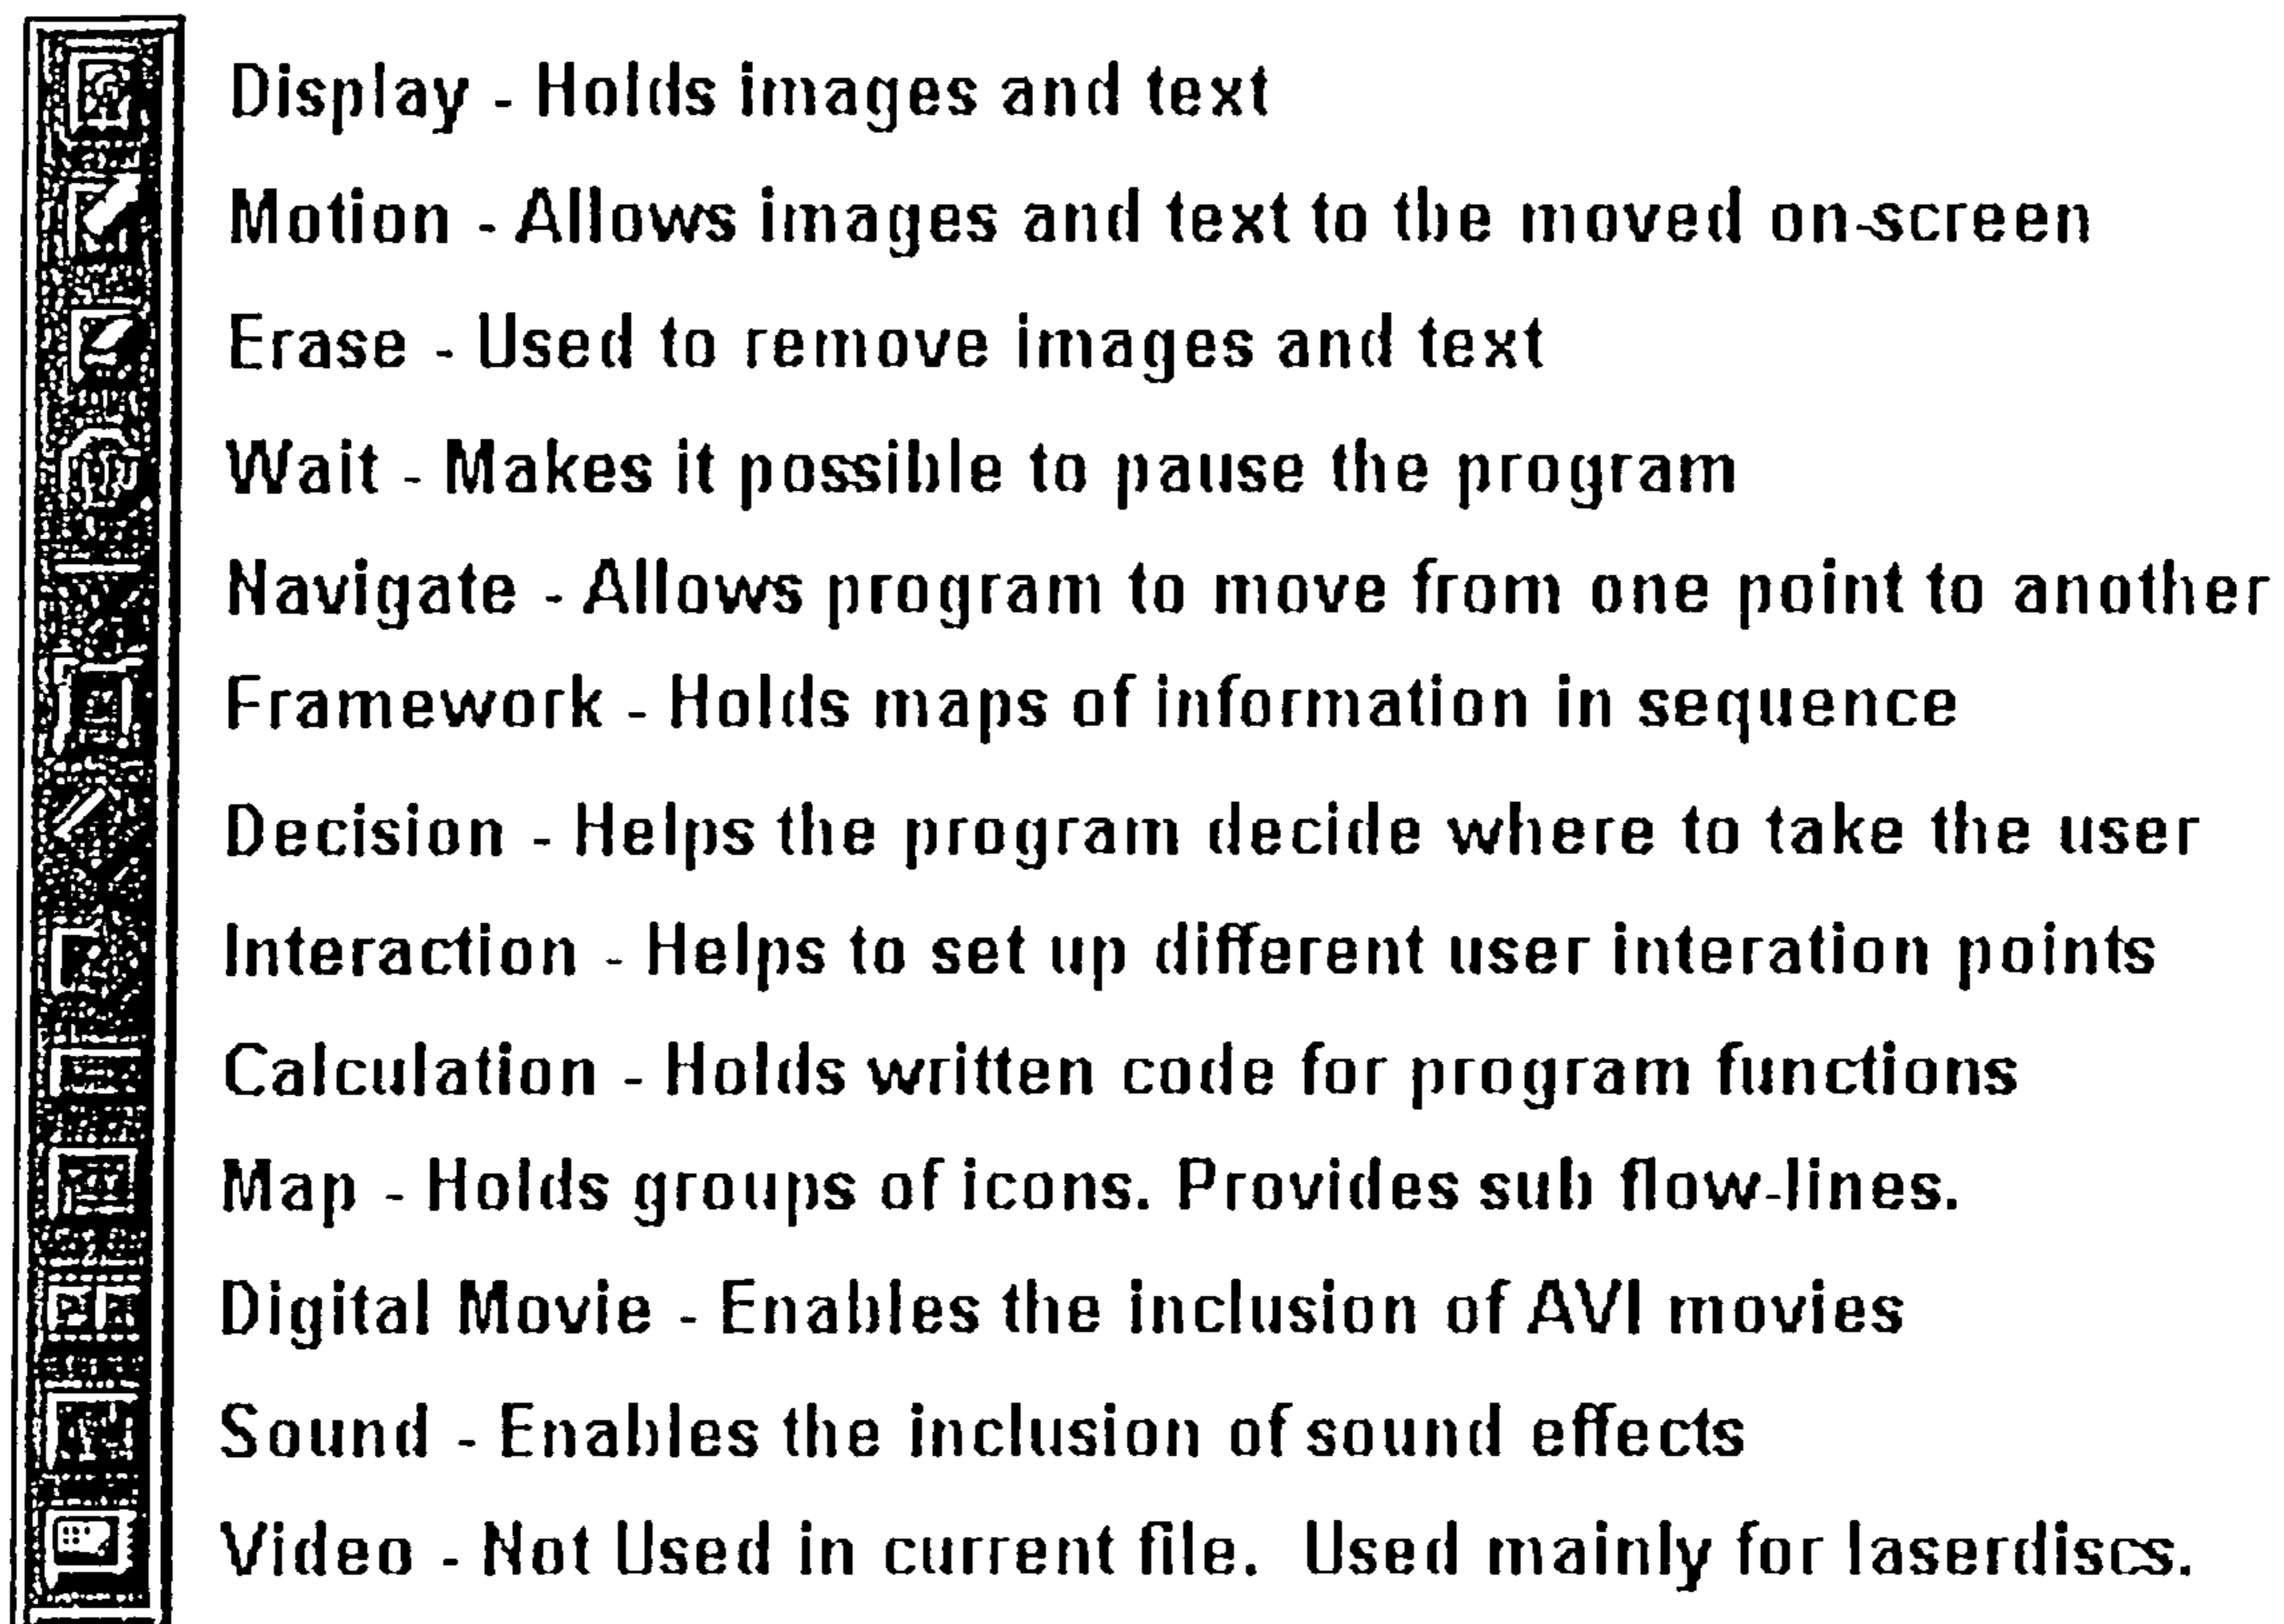 Display - Holds images and text
Motion - Allows images and text to the moved on-screen
Erase - Used to remove images and text
Wait - Makes it possible to pause the program
Navigate - Allows program to move from one point to another
Framework - Holds maps of information in sequence
Decision - Helps the program decide where to take the user
Interaction - Helps to set up different user interation points
Calculation - Holds written code for program functions
Map - Holds groups of icons. Provides sub flow-lines.
Digital Movie - Enables the inclusion of AVI movies
Sound - Enables the inclusion of sound effects
Video - Not Used in current file. Used mainly for laserdiscs.